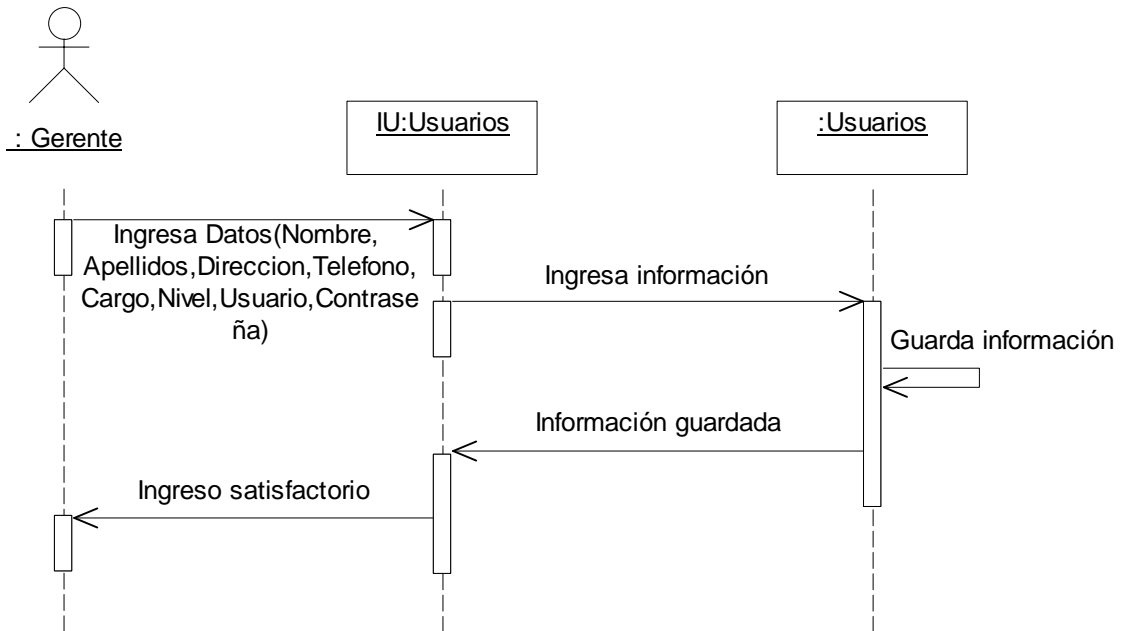 : Gerente
IU:Usuarios
:Usuarios
Ingresa Datos(Nombre,
Apellidos,Direccion,Telefono,
Cargo,Nivel,Usuario,Contrase
ña)
Ingresa información
Guarda información
Información guardada
Ingreso satisfactorio